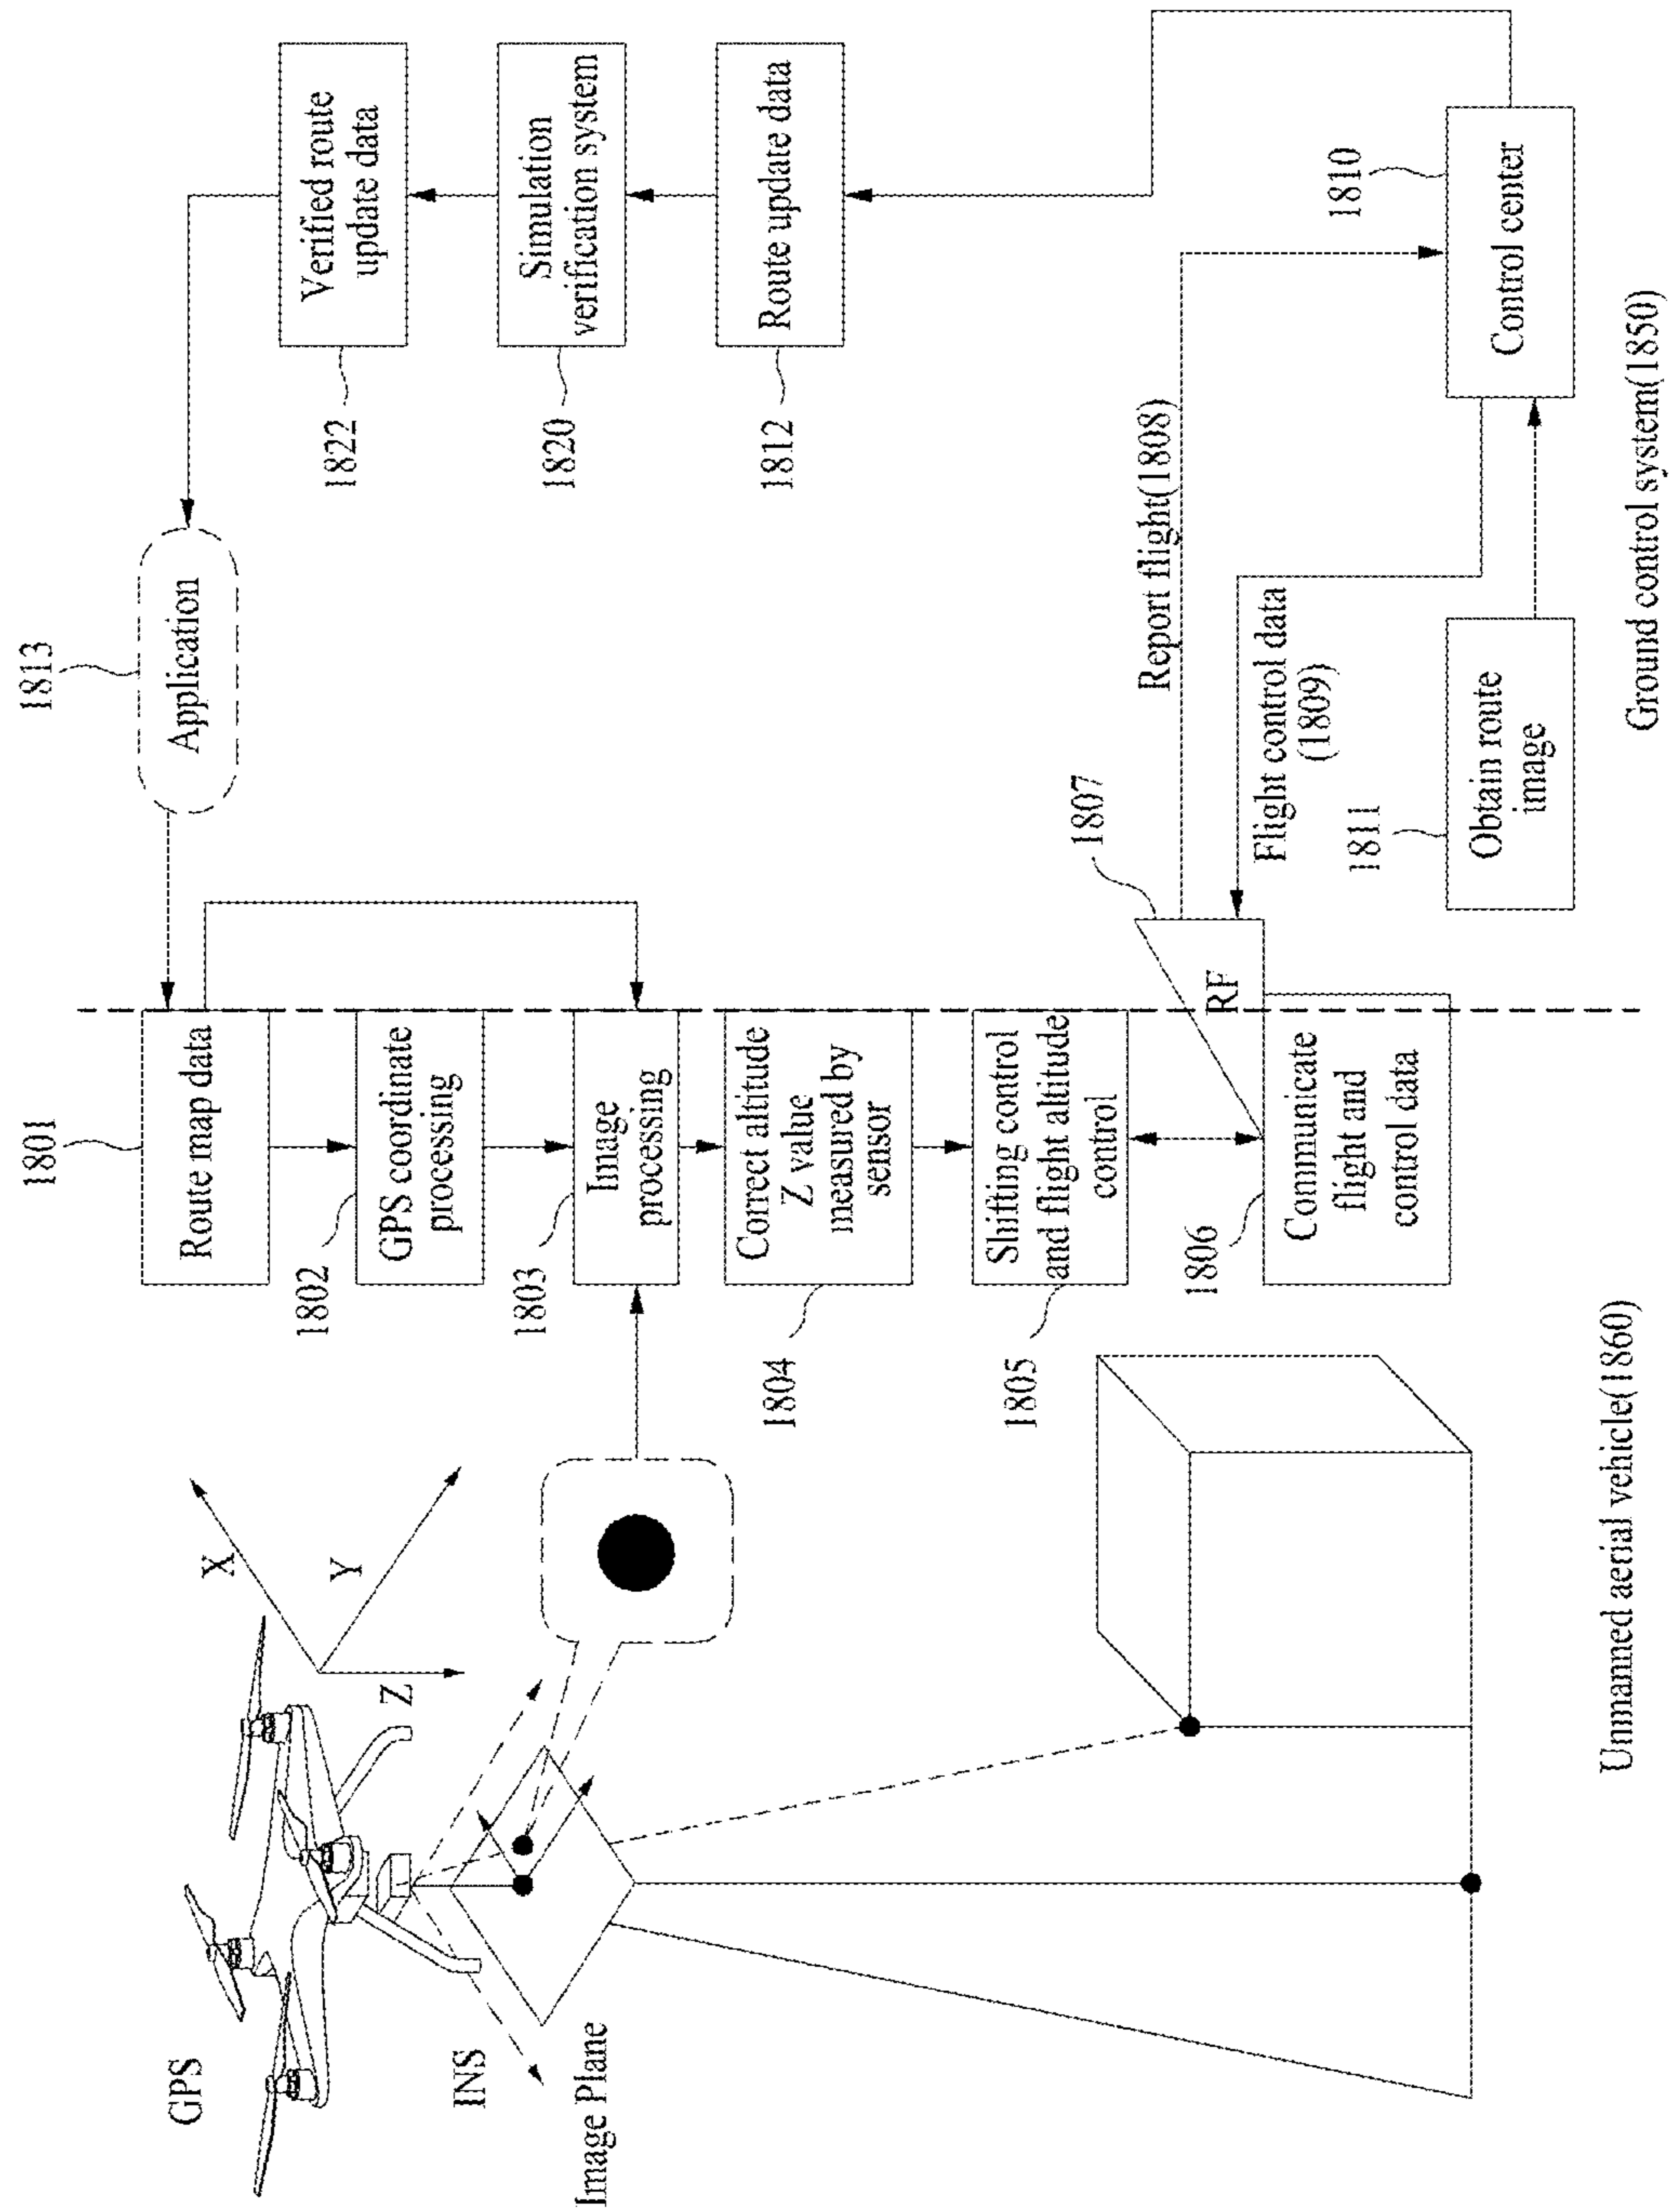 GPS
INS
Image Plane
X
Y
Z
1801
Route map data
1802
GPS coordinate
processing
1803
Image
processing
1804
Correct altitude
Z value
measured by
sensor
1805
Shifting control
and flight altitude
control
1806
Communicate
flight and
control data
RF
1807
Unmanned aerial vehicle(1860)
1813
Application
1822
Verified route
update data
1820
Simulation
verification system
1812
Route update data
Report flight(1808)
Flight control data
(1809)
1810
Control center
1811
Obtain route
image
Ground control system(1850)